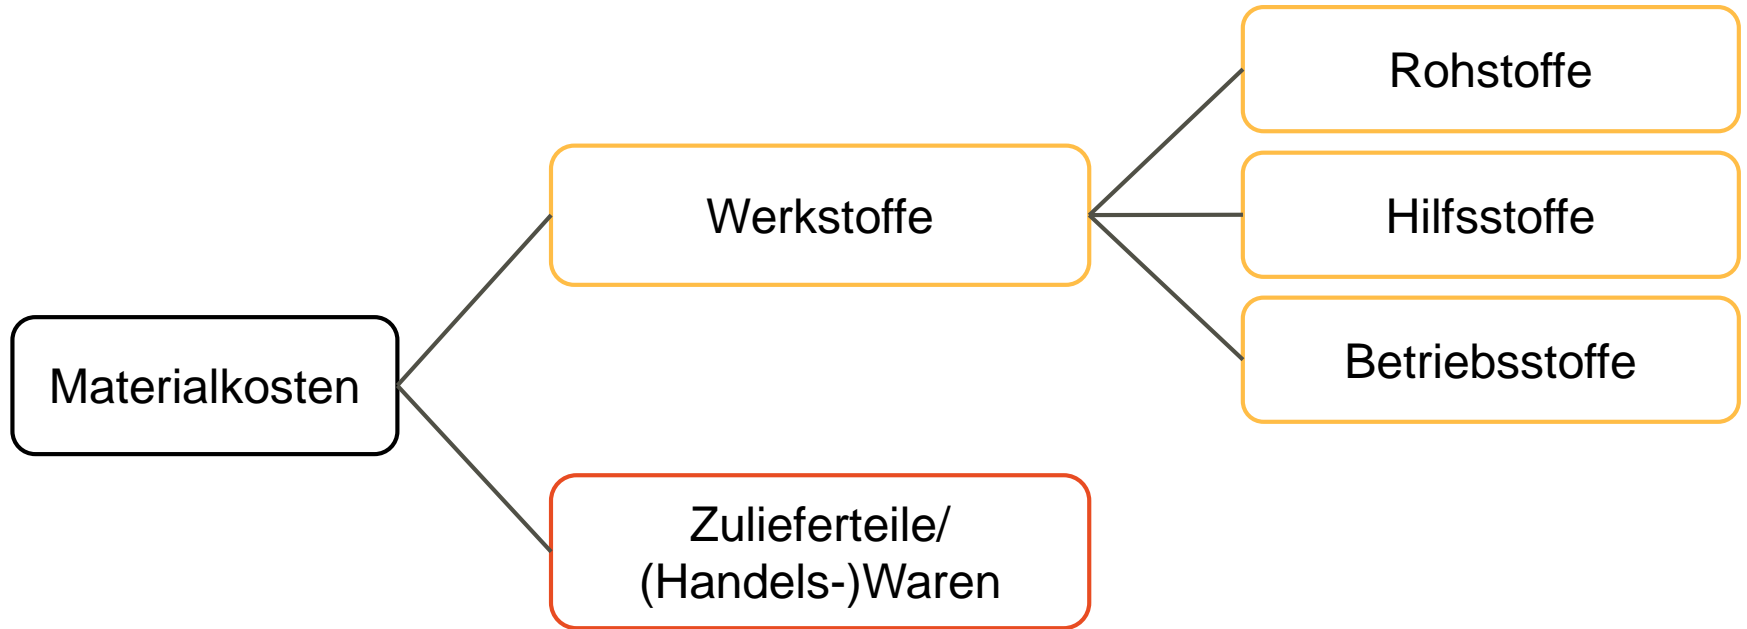 Rohstoffe
Werkstoffe
Hilfsstoffe
Betriebsstoffe
Materialkosten
Zulieferteile/
(Handels-)Waren